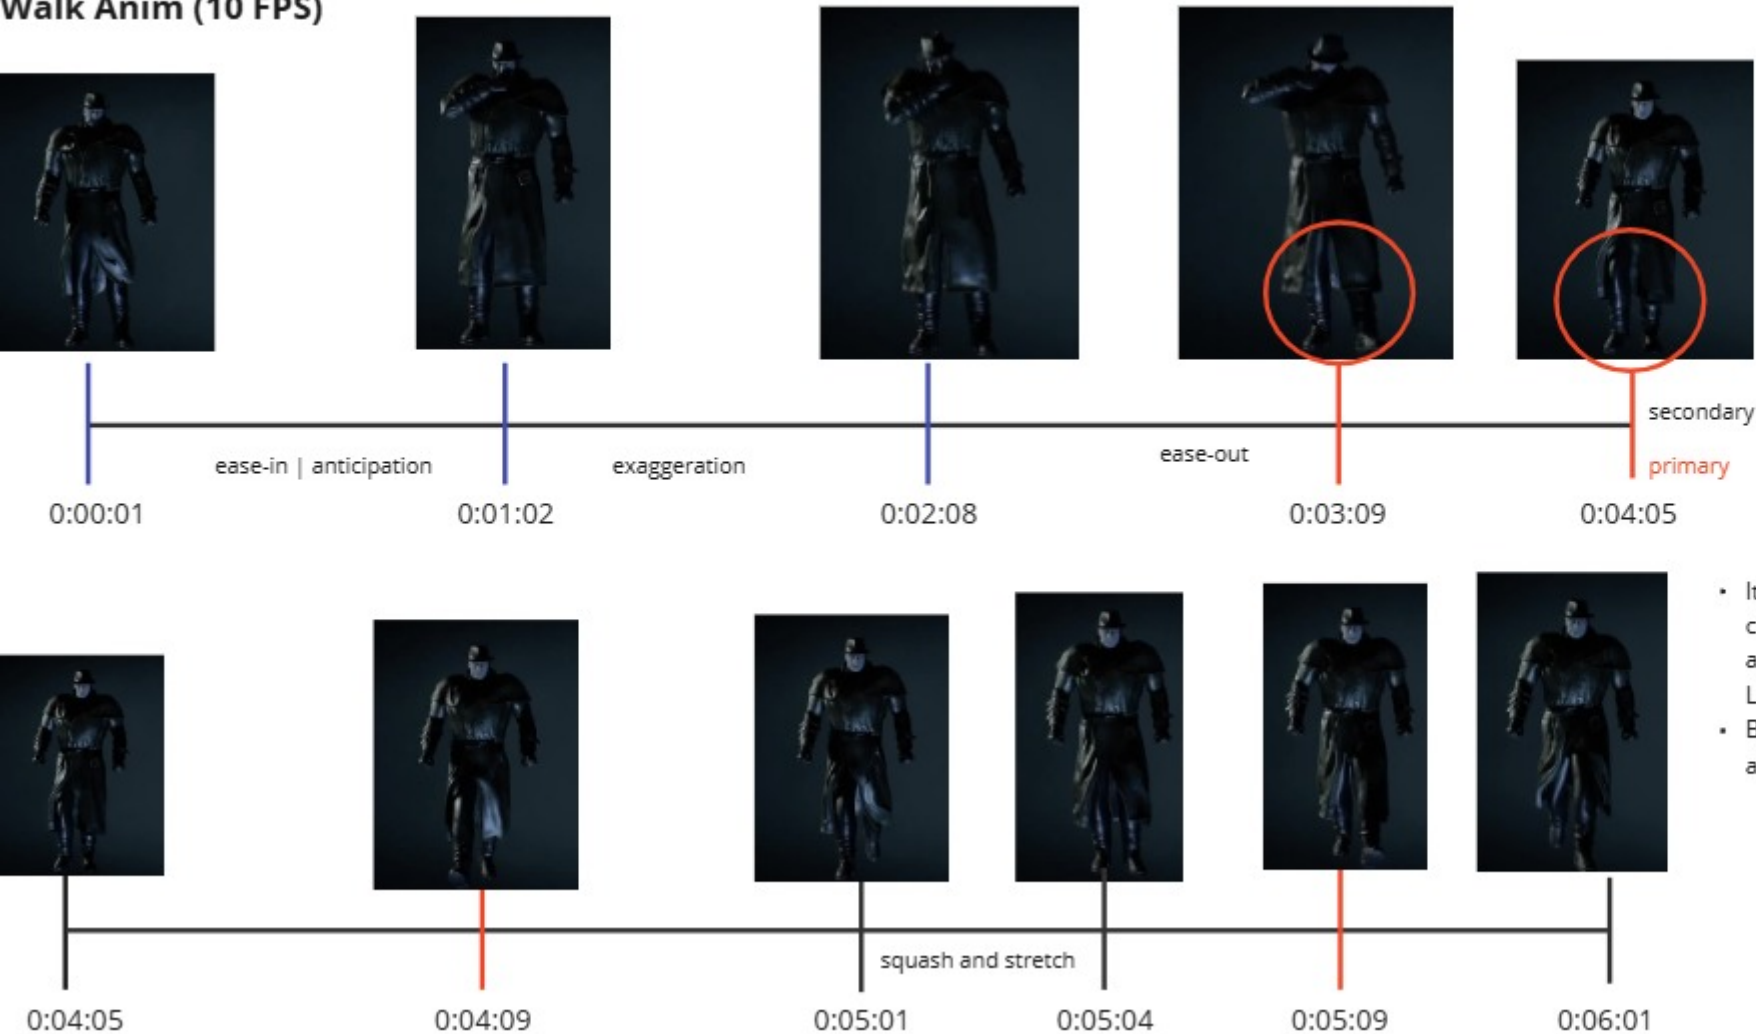 Walk Anim (10 FPS)
secondary
ease-in | anticipation
exaggeration
ease-out
primary
0:00:01
0:01:02
0:02:08
0:03:09
0:04:05
squash and stretch
0:04:05
0:04:09
0:05:01
0:05:04
0:05:09
0:06:01